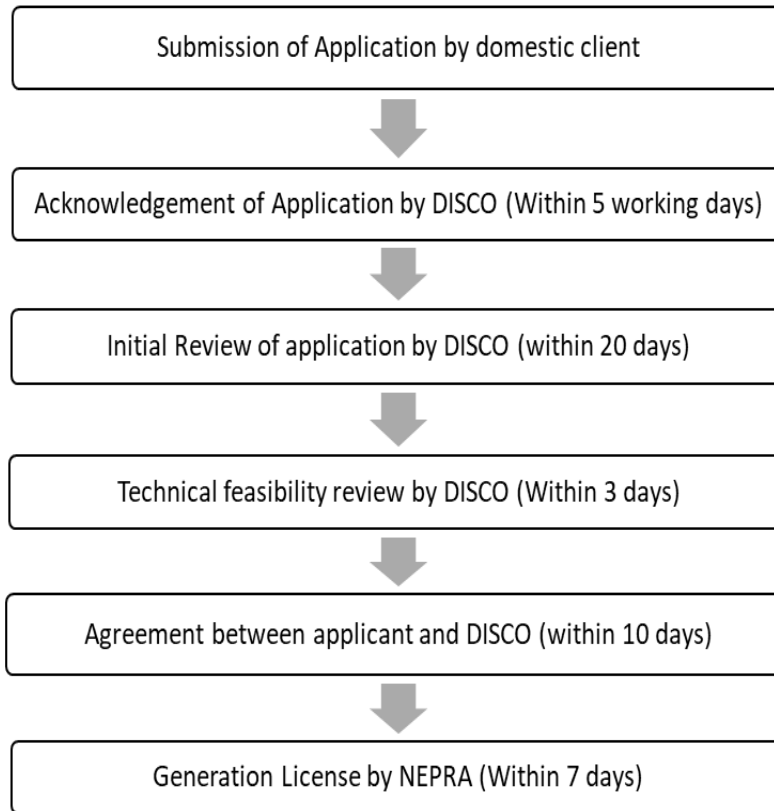 Submission of Application by domestic client
Acknowledgement of Application by DISCO (Within 5 working days)
Initial Review of application by DISCO (within 20 days)
Technical feasibility review by DISCO (Within 3 days)
Agreement between applicant and DISCO (within 10 days)
Generation License by NEPRA (Within 7 days)